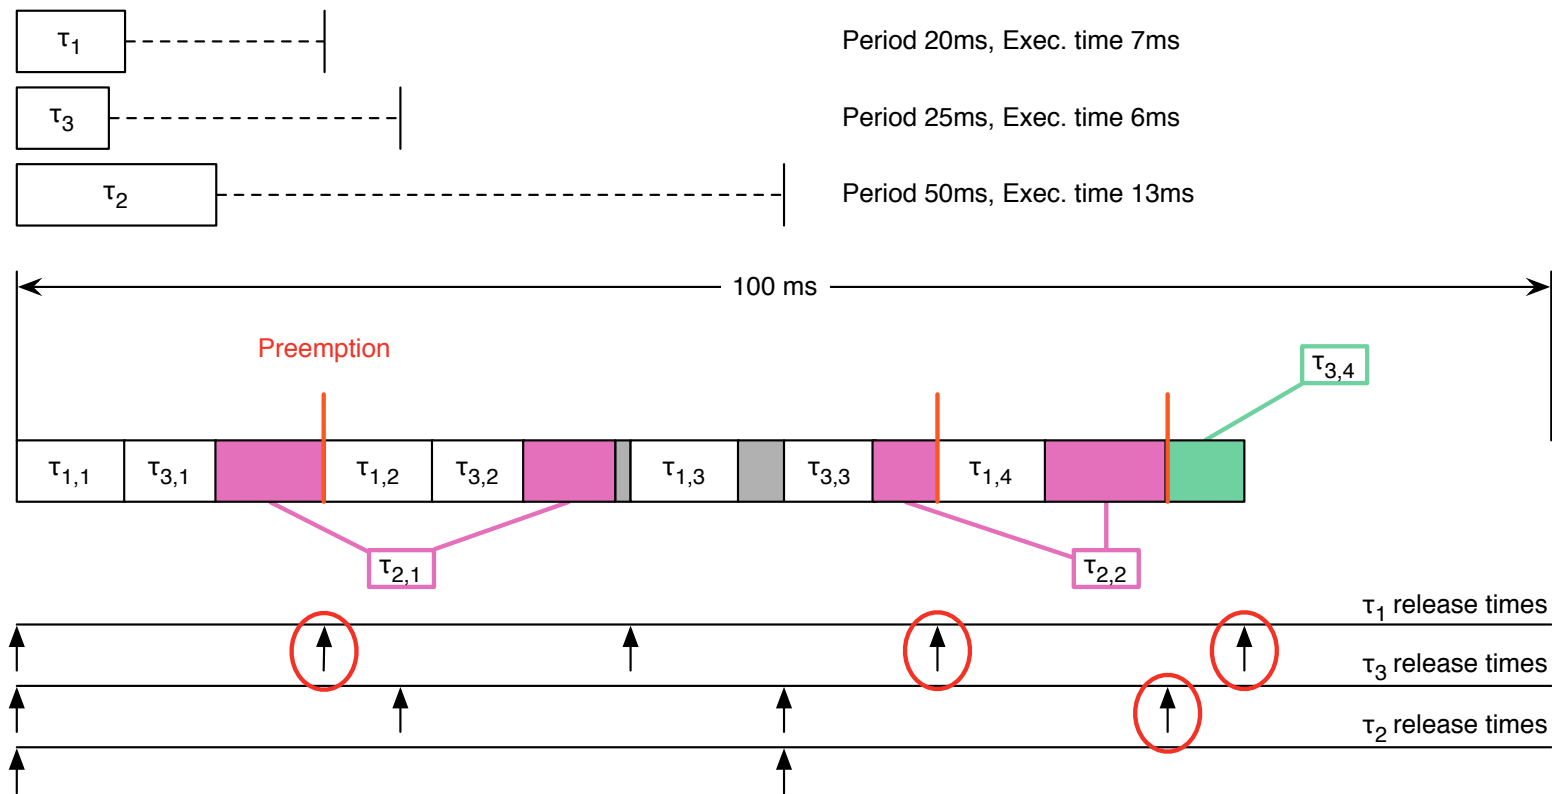 τ1 Period 20ms, Exec. time 7ms
τ3 Period 25ms, Exec. time 6ms
τ2 Period 50ms, Exec. time 13ms
100 ms
Preemption
τ3,4
τ1,1 τ3,1 τ1,2 τ3,2 τ1,3 τ3,3 τ1,4
τ2,1 τ2,2
τ1 release times
τ3 release times
τ2 release times